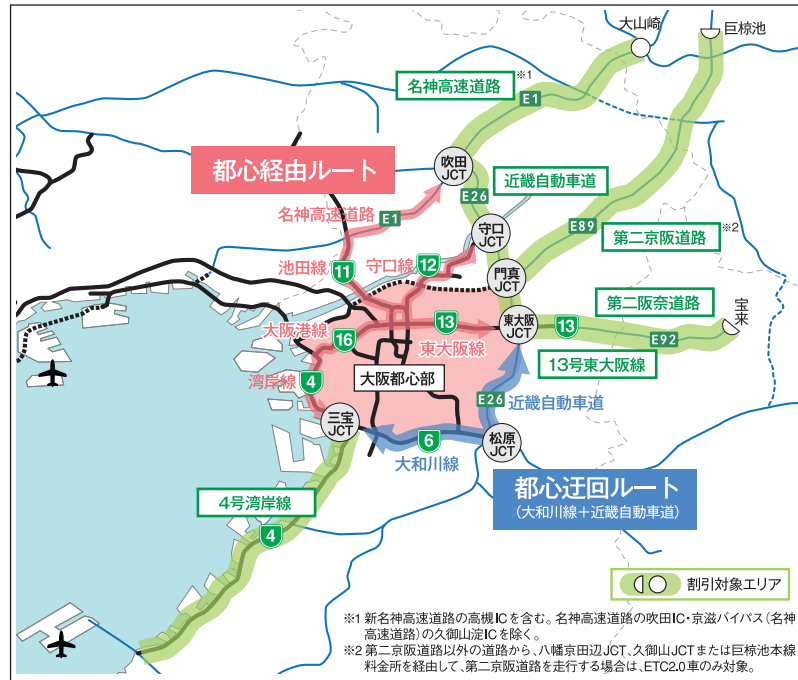 大山崎
巨椋池
名神高速道路
※1
E1
都心経由ルート
吹田
JCT
近畿自動車道
E26
名神高速道路
E1
守口
JCT
E89
第二京阪道路
※2
池田線
11
守口線
12
門真
JCT
第二阪奈道路
宝来
大阪港線
16
13
東大阪線
東大阪
JCT
13
E92
13号東大阪線
湾岸線
4
大阪都心部
E26
近畿自動車道
三宝
JCT
6
大和川線
松原
JCT
都心迂回ルート
(大和川線+近畿自動車道)
4号湾岸線
4
割引対象エリア
※1 新名神高速道路の高槻ICを含む。名神高速道路の吹田IC・京滋バイパス(名神
高速道路)の久御山淀ICを除く。
※2 第二京阪道路以外の道路から、八幡京田辺JCT、久御山JCTまたは巨椋池本線
料金所を経由して、第二京阪道路を走行する場合は、ETC2.0車のみ対象。